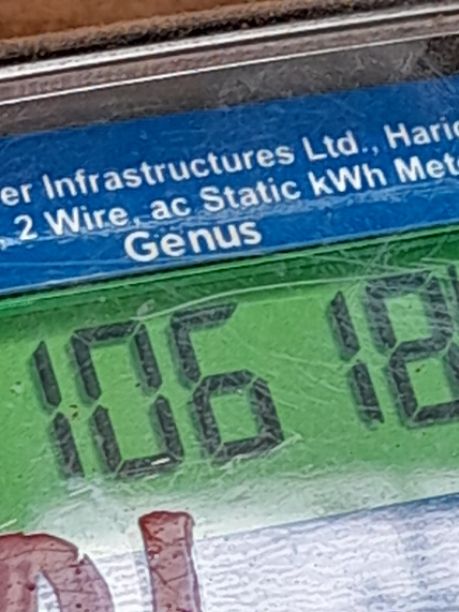 er Infrastructures Ltd., Hari
, 2 Wire, ac Static kWh Met
Genus
106 18